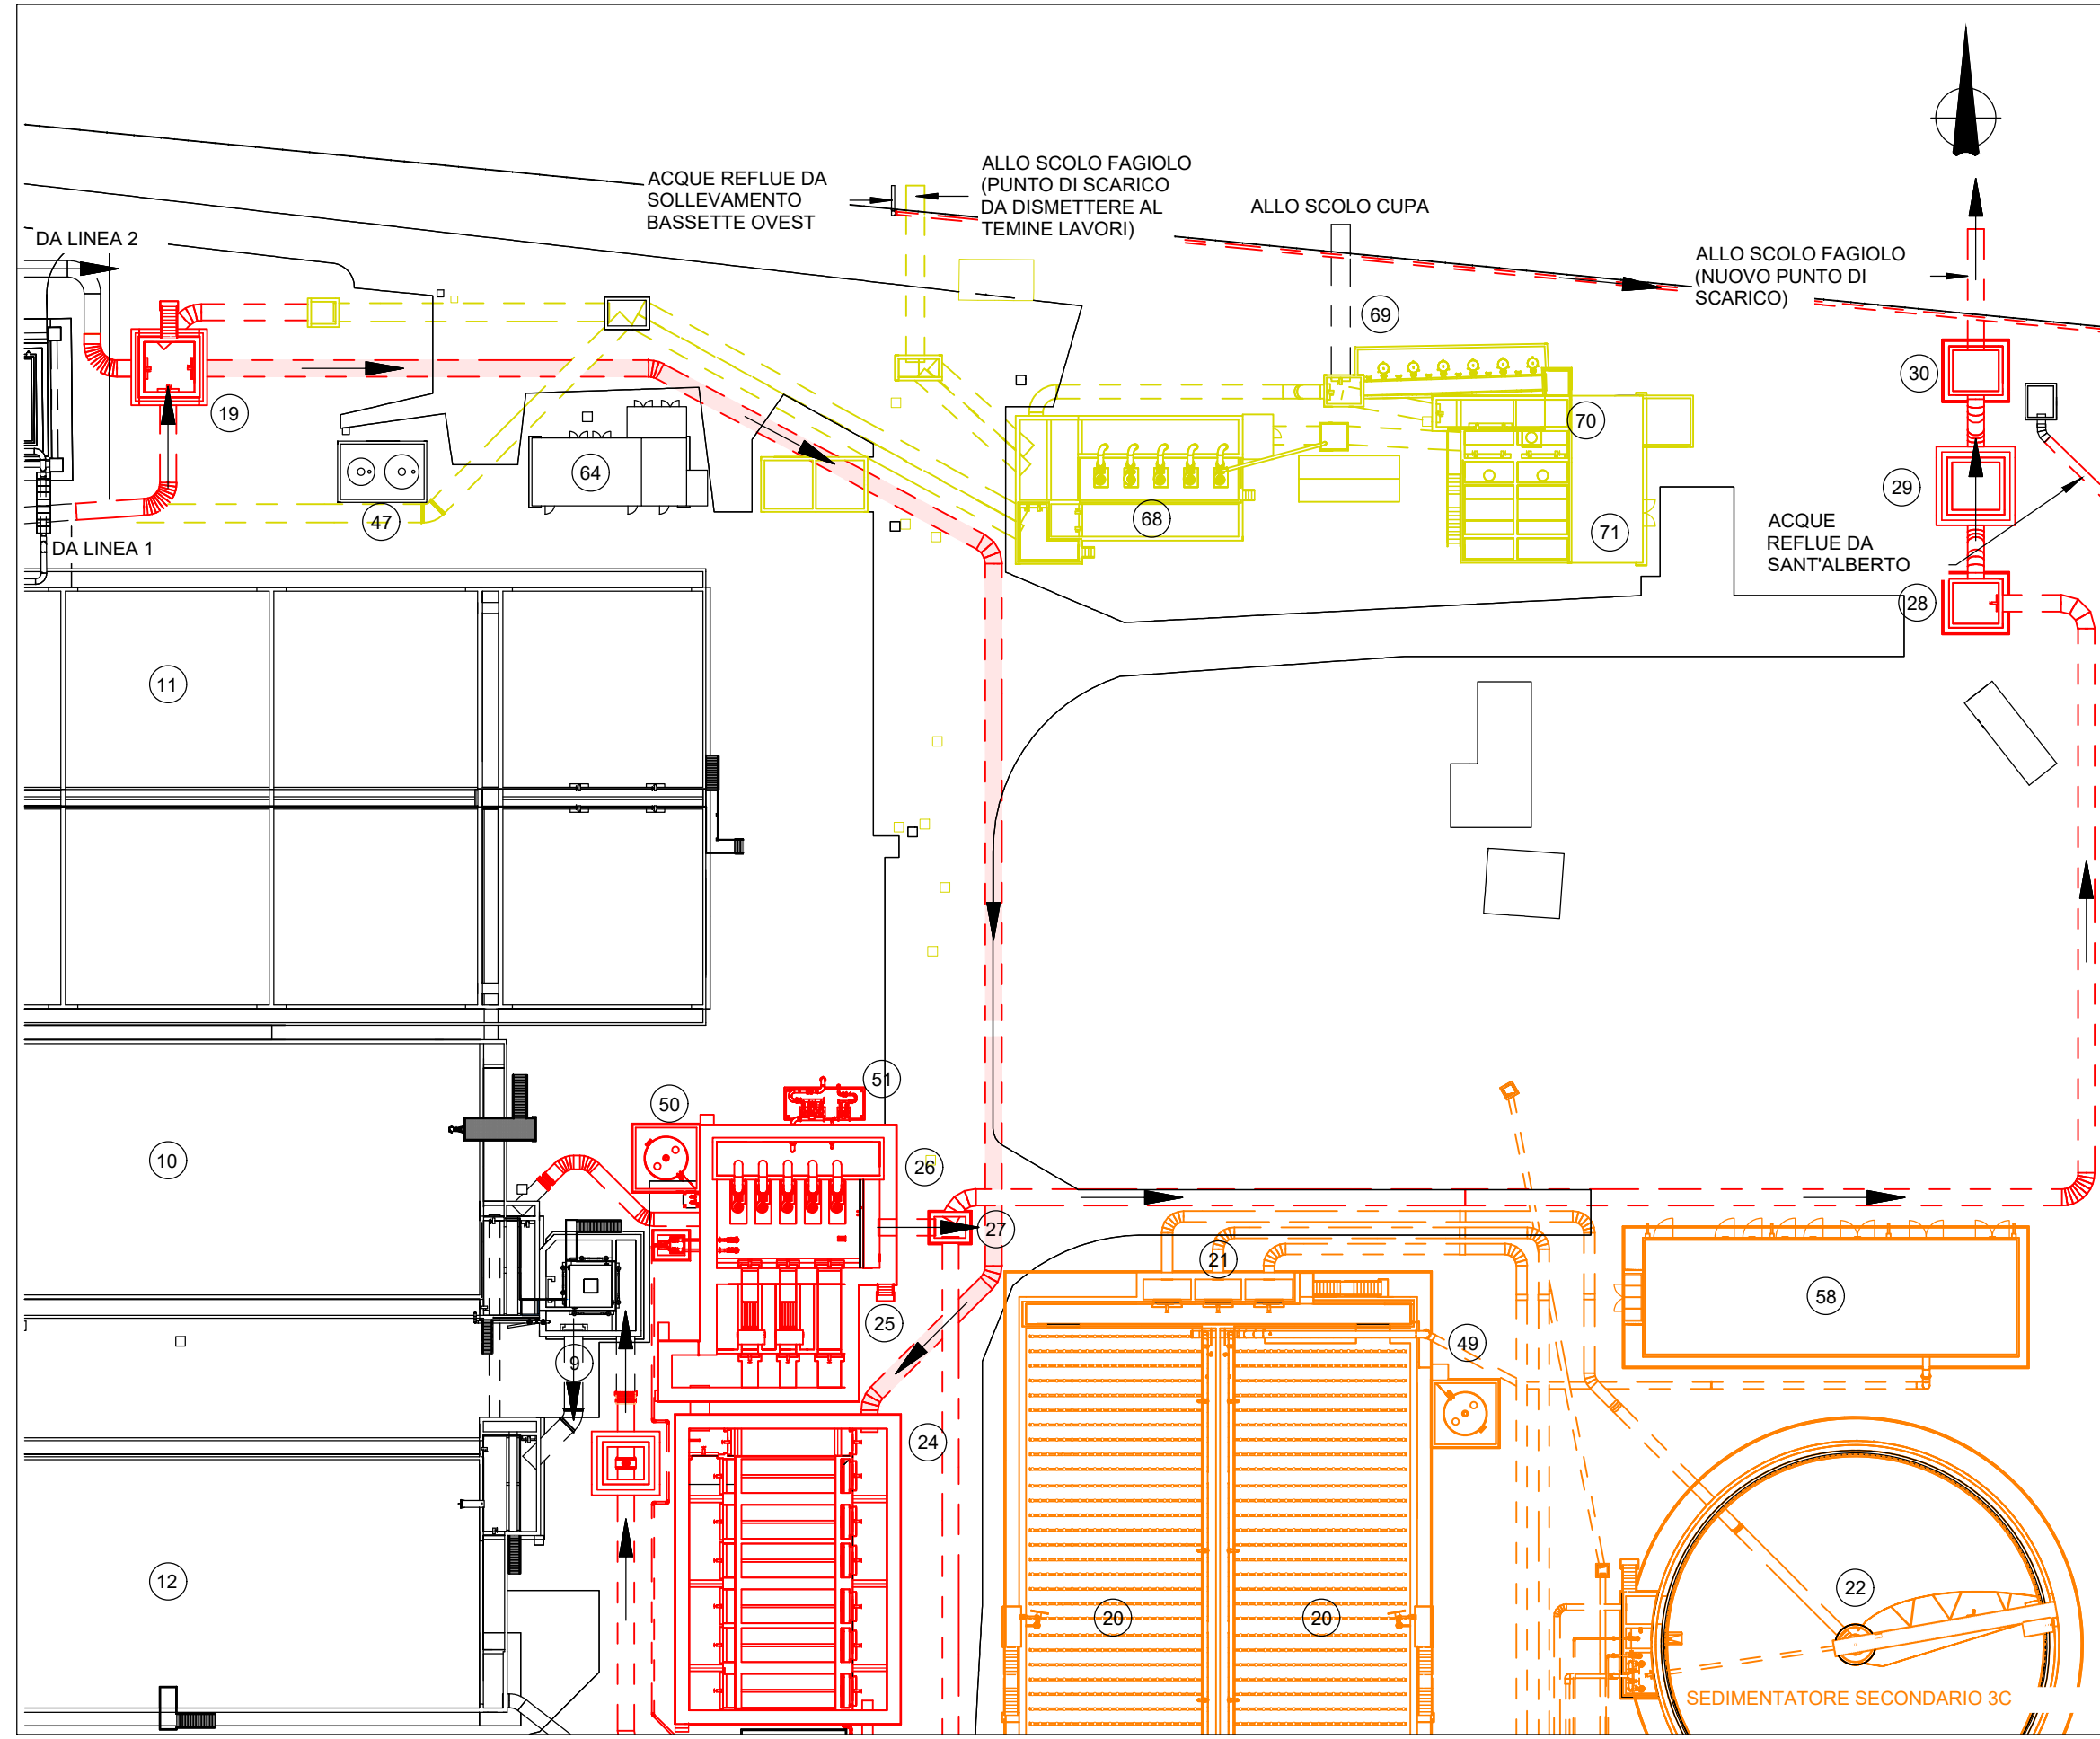 ACQUE REFLUE DA
SOLLEVAMENTO
BASSETTE OVEST
ALLO SCOLO FAGIOLO
(PUNTO DI SCARICO
DA DISMETTERE AL
TEMINE LAVORI)
ALLO SCOLO CUPA
ALLO SCOLO FAGIOLO
(NUOVO PUNTO DI
SCARICO)
DA LINEA 2
69
30
19
70
64
29
47
68
71
ACQUE
REFLUE DA
SANT'ALBERTO
DA LINEA 1
28
11
51
50
10
26
27
21
58
25
49
9
24
12
22
20
20
SEDIMENTATORE SECONDARIO 3C